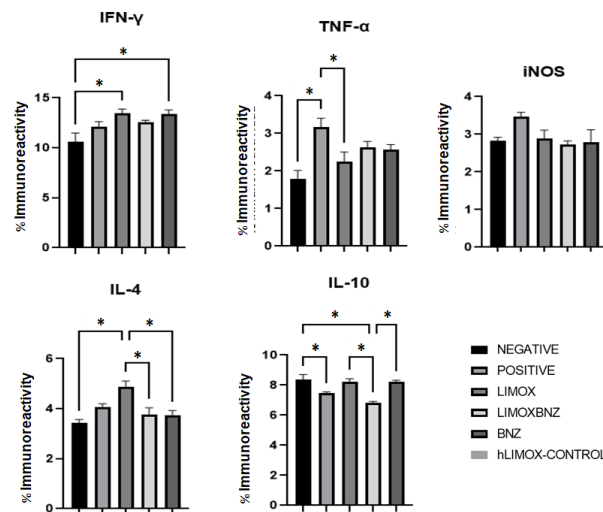 IFN-γ
*
*
% Immunoreactivity
15
10
5
0
TNF-α
*
*
% Immunoreactivity
4
3
2
1
0
iNOS
% Immunoreactivity
4
3
2
1
0
IL-4
*
*
*
% Immunoreactivity
6
4
2
0
IL-10
*
*
*
*
% Immunoreactivity
10
8
6
4
2
0
NEGATIVE
POSITIVE
LIMOX
LIMOXBNZ
BNZ
hLIMOX-CONTROL